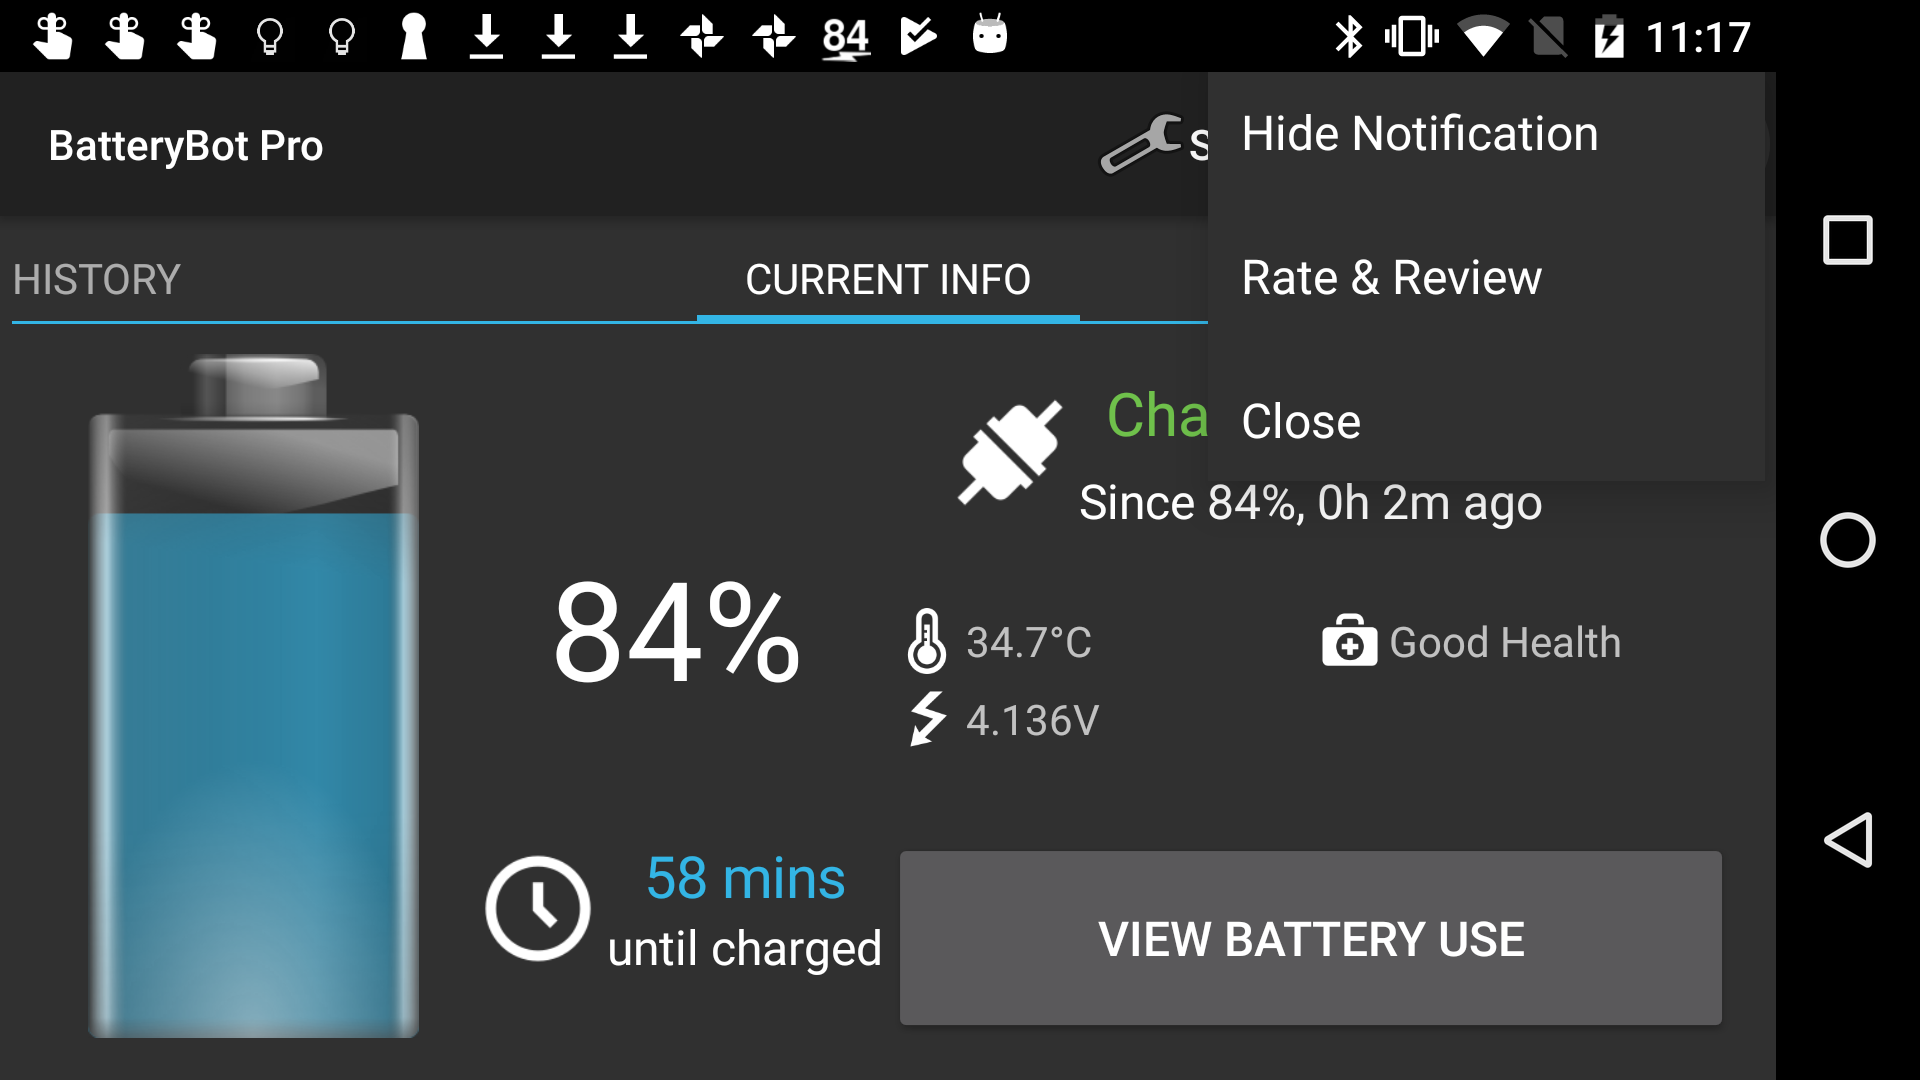 84
11:17
BatteryBot Pro
S
Hide Notification
Rate & Review
Close
HISTORY
CURRENT INFO
Cha
Since 84%, 0h 2m ago
84%
34.7°C
Good Health
4.136V
58 mins
until charged
VIEW BATTERY USE